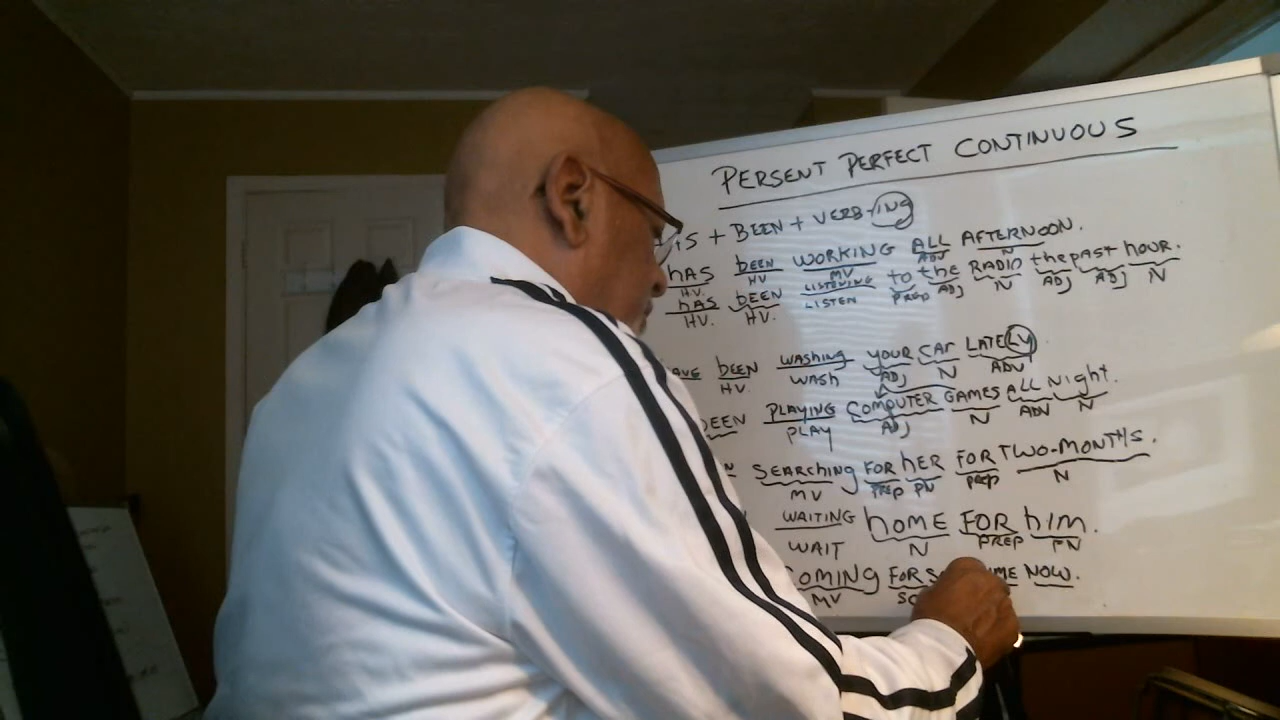 PERSENT PERFECT CONTINUOUS
+ BEEN + VERB-ING
hAS BEEN WORKING ALL AFTERNOON.
H.V. HV MV ADJ N
hAS BEEN LISTENING to the RADIO the past hour.
HV. HV. LISTEN PREP ADJ N ADJ ADJ N
BEEN WASHING YOUR CAR LATELY
HV. WASH ADJ N ADV
BEEN PLAYING COMPUTER GAMES ALL Night.
PLAY ADJ N ADV N
SEARChing FOR hER FOR TWO-MONThS.
MV PREP PN PREP N
WAITING hOME FOR him.
WAIT N PREP PN
COMING FOR NOW.
MV